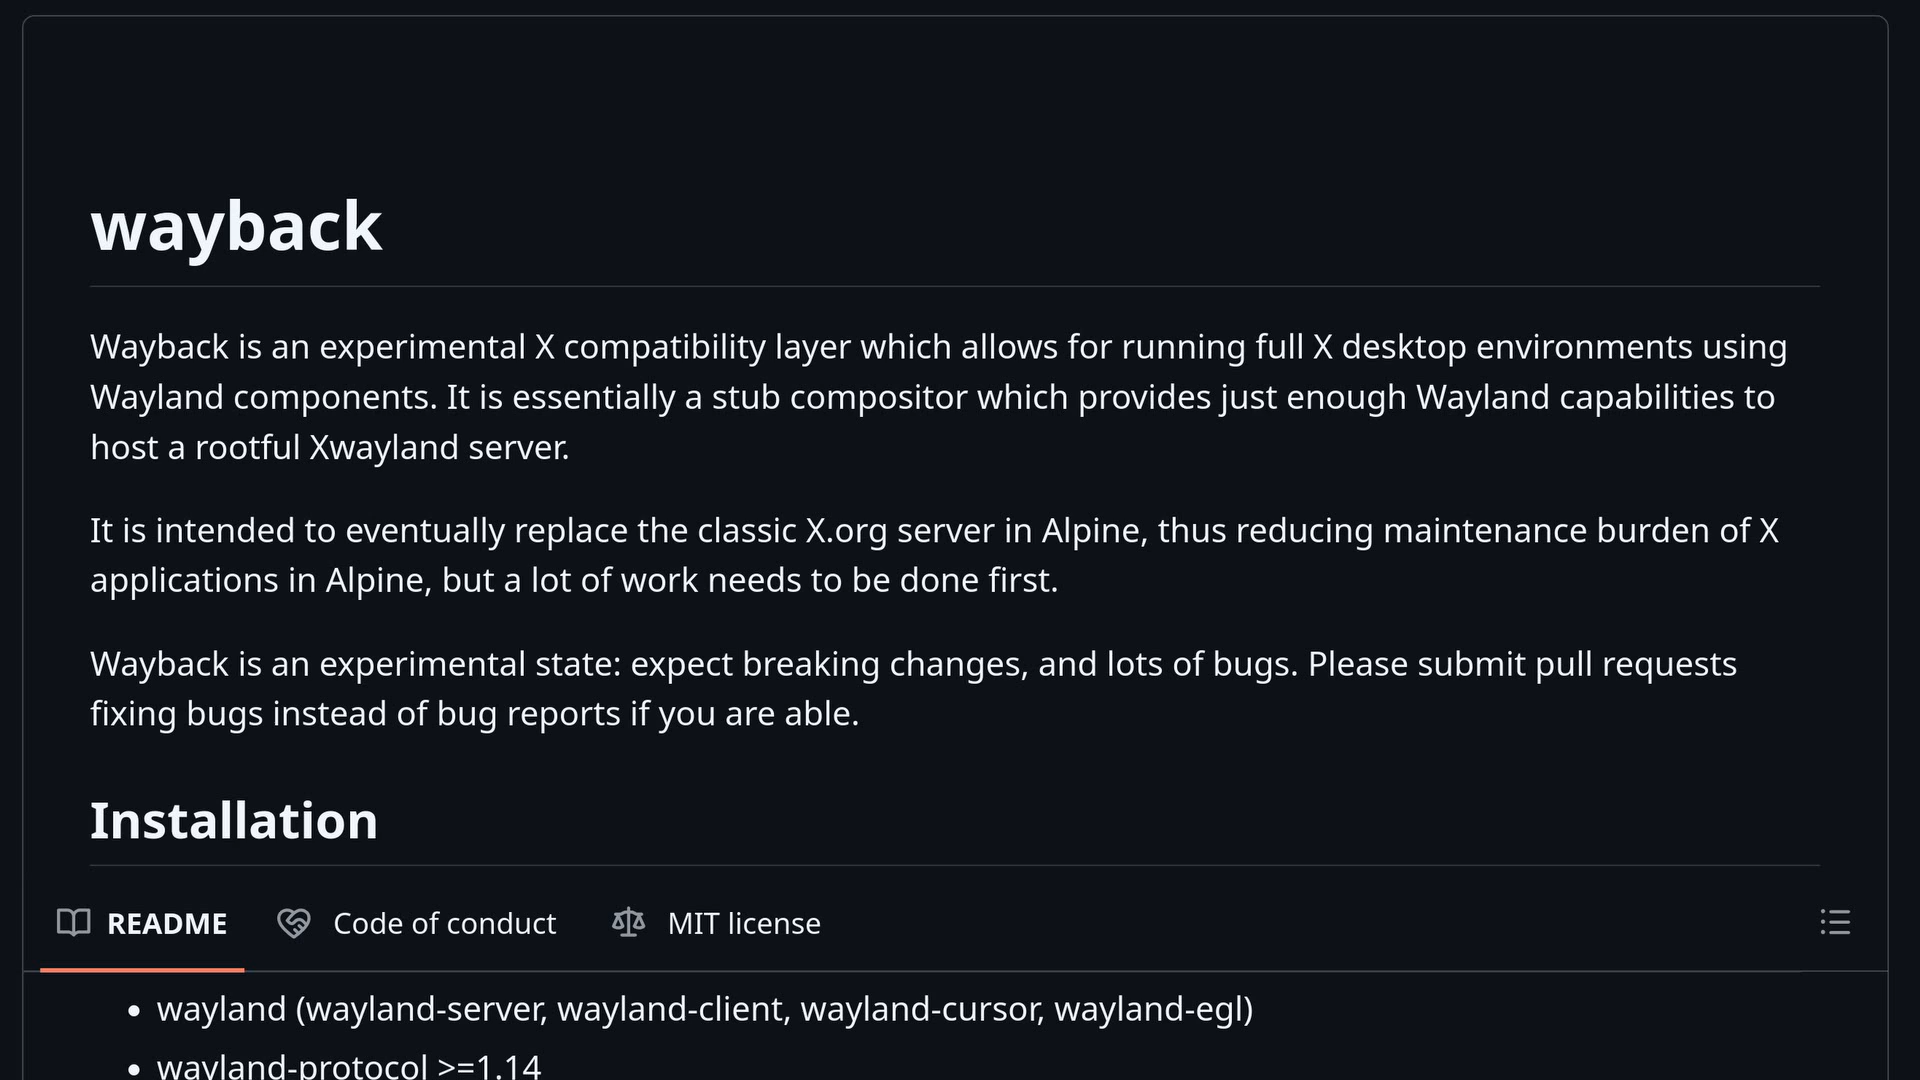 wayback
Wayback is an experimental X compatibility layer which allows for running full X desktop environments using
Wayland components. It is essentially a stub compositor which provides just enough Wayland capabilities to
host a rootful Xwayland server.
It is intended to eventually replace the classic X.org server in Alpine, thus reducing maintenance burden of X
applications in Alpine, but a lot of work needs to be done first.
Wayback is an experimental state: expect breaking changes, and lots of bugs. Please submit pull requests
fixing bugs instead of bug reports if you are able.
Installation
README Code of conduct MIT license
• wayland (wayland-server, wayland-client, wayland-cursor, wayland-egl)
• wayland-protocol >=1.14